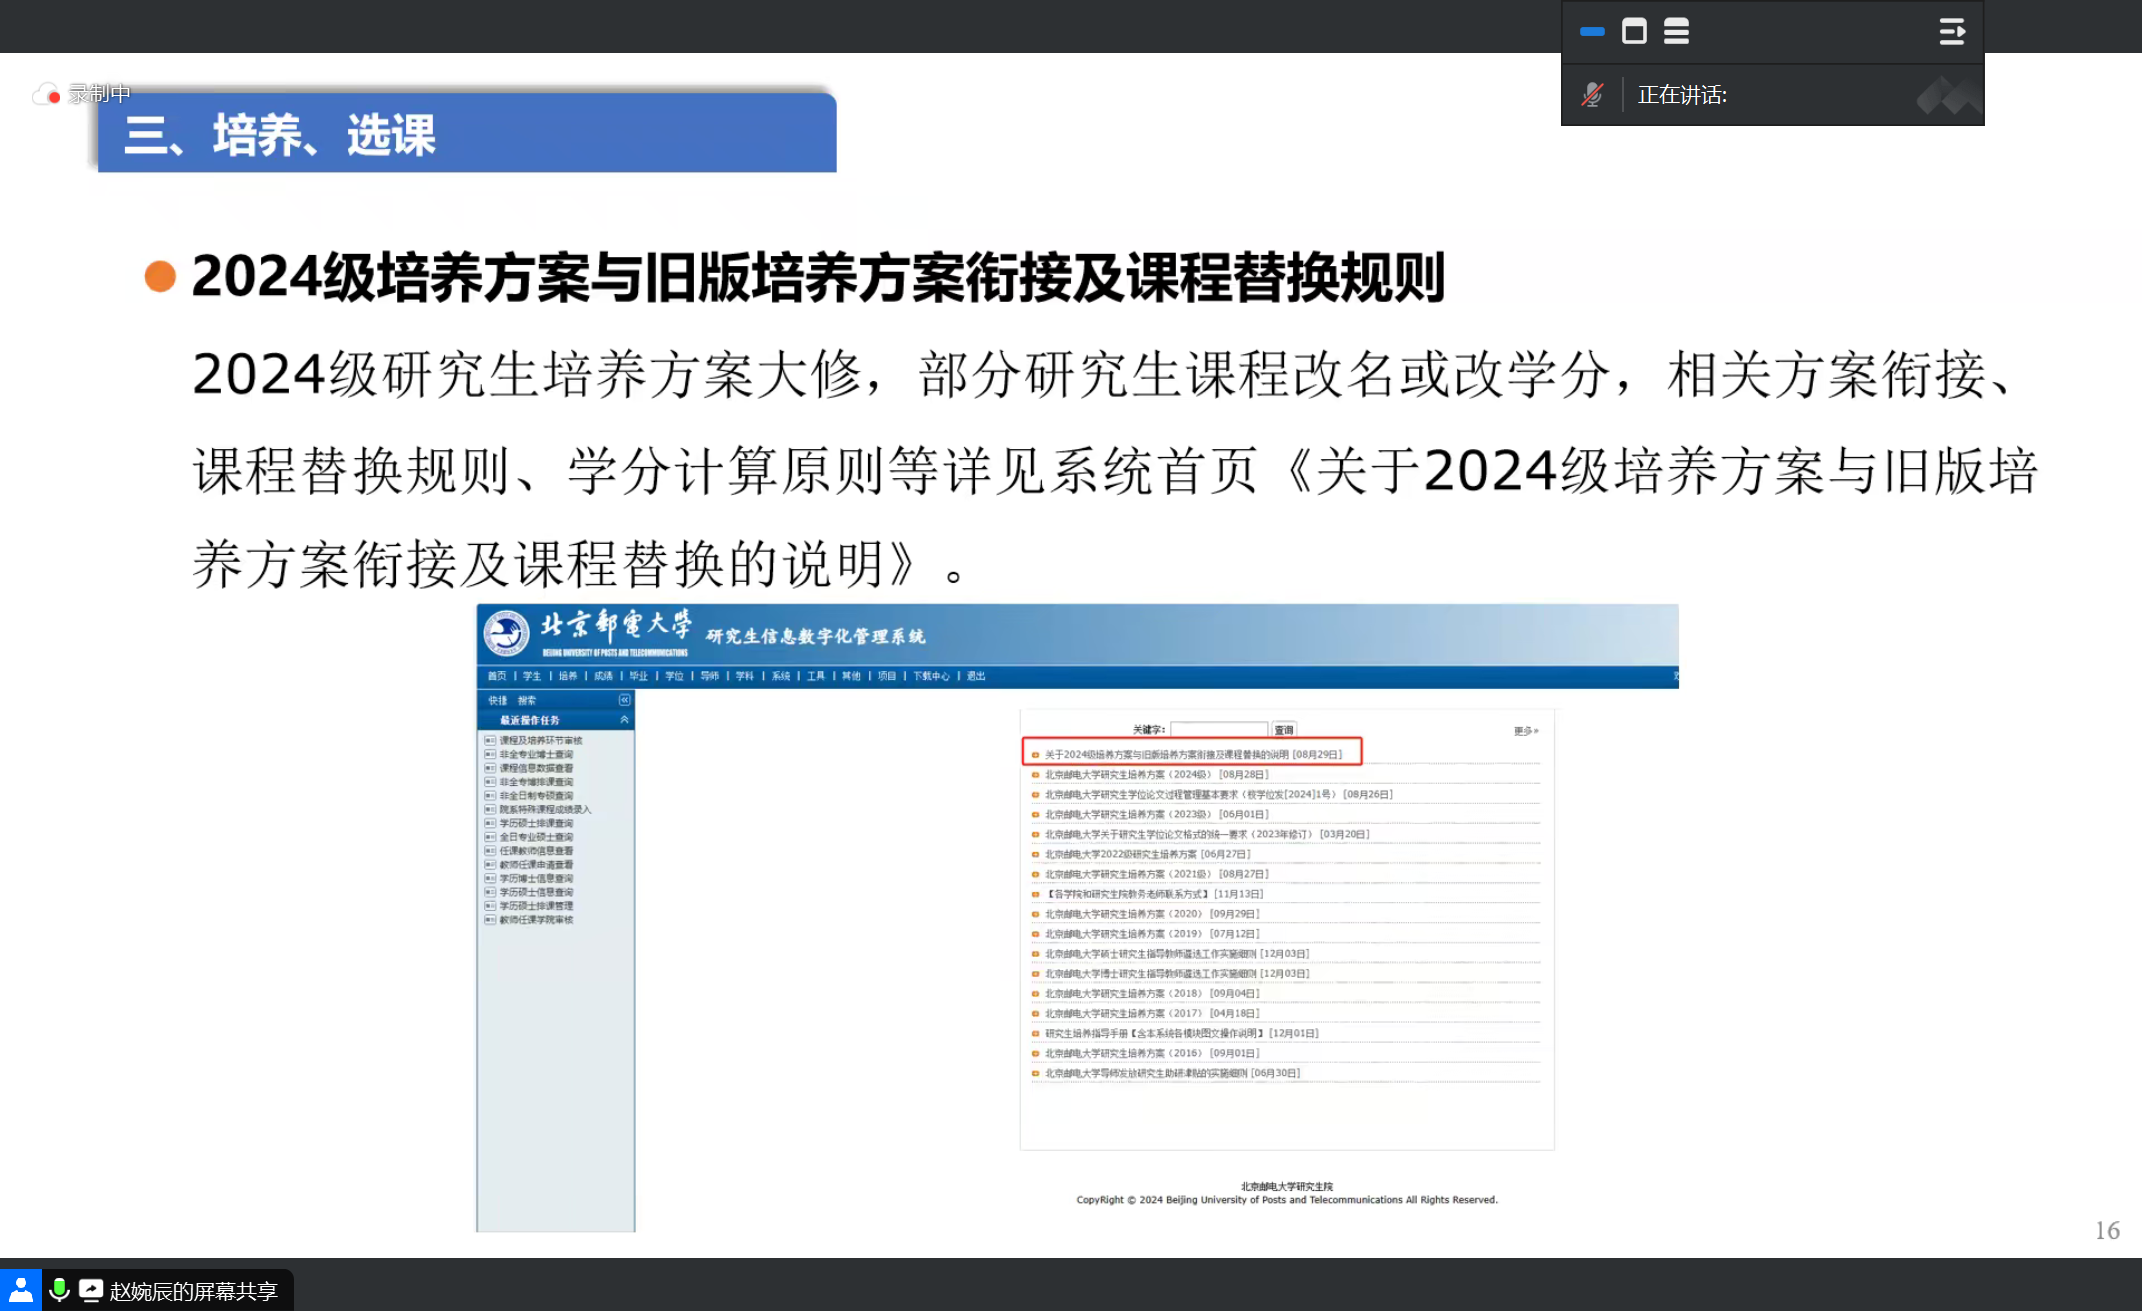 录制中
正在讲话:
三、培养、选课
2024级培养方案与旧版培养方案衔接及课程替换规则
2024级研究生培养方案大修，部分研究生课程改名或改学分，相关方案衔接、
课程替换规则、学分计算原则等详见系统首页《关于2024级培养方案与旧版培
养方案衔接及课程替换的说明》。
北京邮电大学 研究生信息数字化管理系统
BEIJING UNIVERSITY OF POSTS AND TELECOMMUNICATIONS
首页 | 学生 | 培养 | 成绩 | 毕业 | 学位 | 导师 | 学科 | 系统 | 工具 | 其他 | 项目 | 下载中心 | 退出
快捷 搜索
最近操作任务
课程及培养环节审核
非全专业博士查询
课程信息数据查看
非全专博排课查询
非全日制专硕查询
院系特殊课程成绩录入
学历硕士排课查询
全日专业硕士查询
任课教师信息查看
教师任课申请查看
学历博士信息查询
学历硕士信息查询
学历硕士排课管理
教师任课学院审核
关键字： 查询 更多»
关于2024级培养方案与旧版培养方案衔接及课程替换的说明 [08月29日]
北京邮电大学研究生培养方案（2024级） [08月28日]
北京邮电大学研究生学位论文过程管理基本要求（校学位发[2024]1号） [08月26日]
北京邮电大学研究生培养方案（2023级） [06月01日]
北京邮电大学关于研究生学位论文格式的统一要求（2023年修订） [03月20日]
北京邮电大学2022级研究生培养方案 [06月27日]
北京邮电大学研究生培养方案（2021级） [08月27日]
【各学院和研究生院教务老师联系方式】 [11月13日]
北京邮电大学研究生培养方案（2020） [09月29日]
北京邮电大学研究生培养方案（2019） [07月12日]
北京邮电大学硕士研究生指导教师遴选工作实施细则 [12月03日]
北京邮电大学博士研究生指导教师遴选工作实施细则 [12月03日]
北京邮电大学研究生培养方案（2018） [09月04日]
北京邮电大学研究生培养方案（2017） [04月18日]
研究生培养指导手册【含本系统各模块图文操作说明】 [12月01日]
北京邮电大学研究生培养方案（2016） [09月01日]
北京邮电大学导师发放研究生助研津贴的实施细则 [06月30日]
北京邮电大学研究生院
CopyRight © 2024 Beijing University of Posts and Telecommunications All Rights Reserved.
16
赵婉辰的屏幕共享